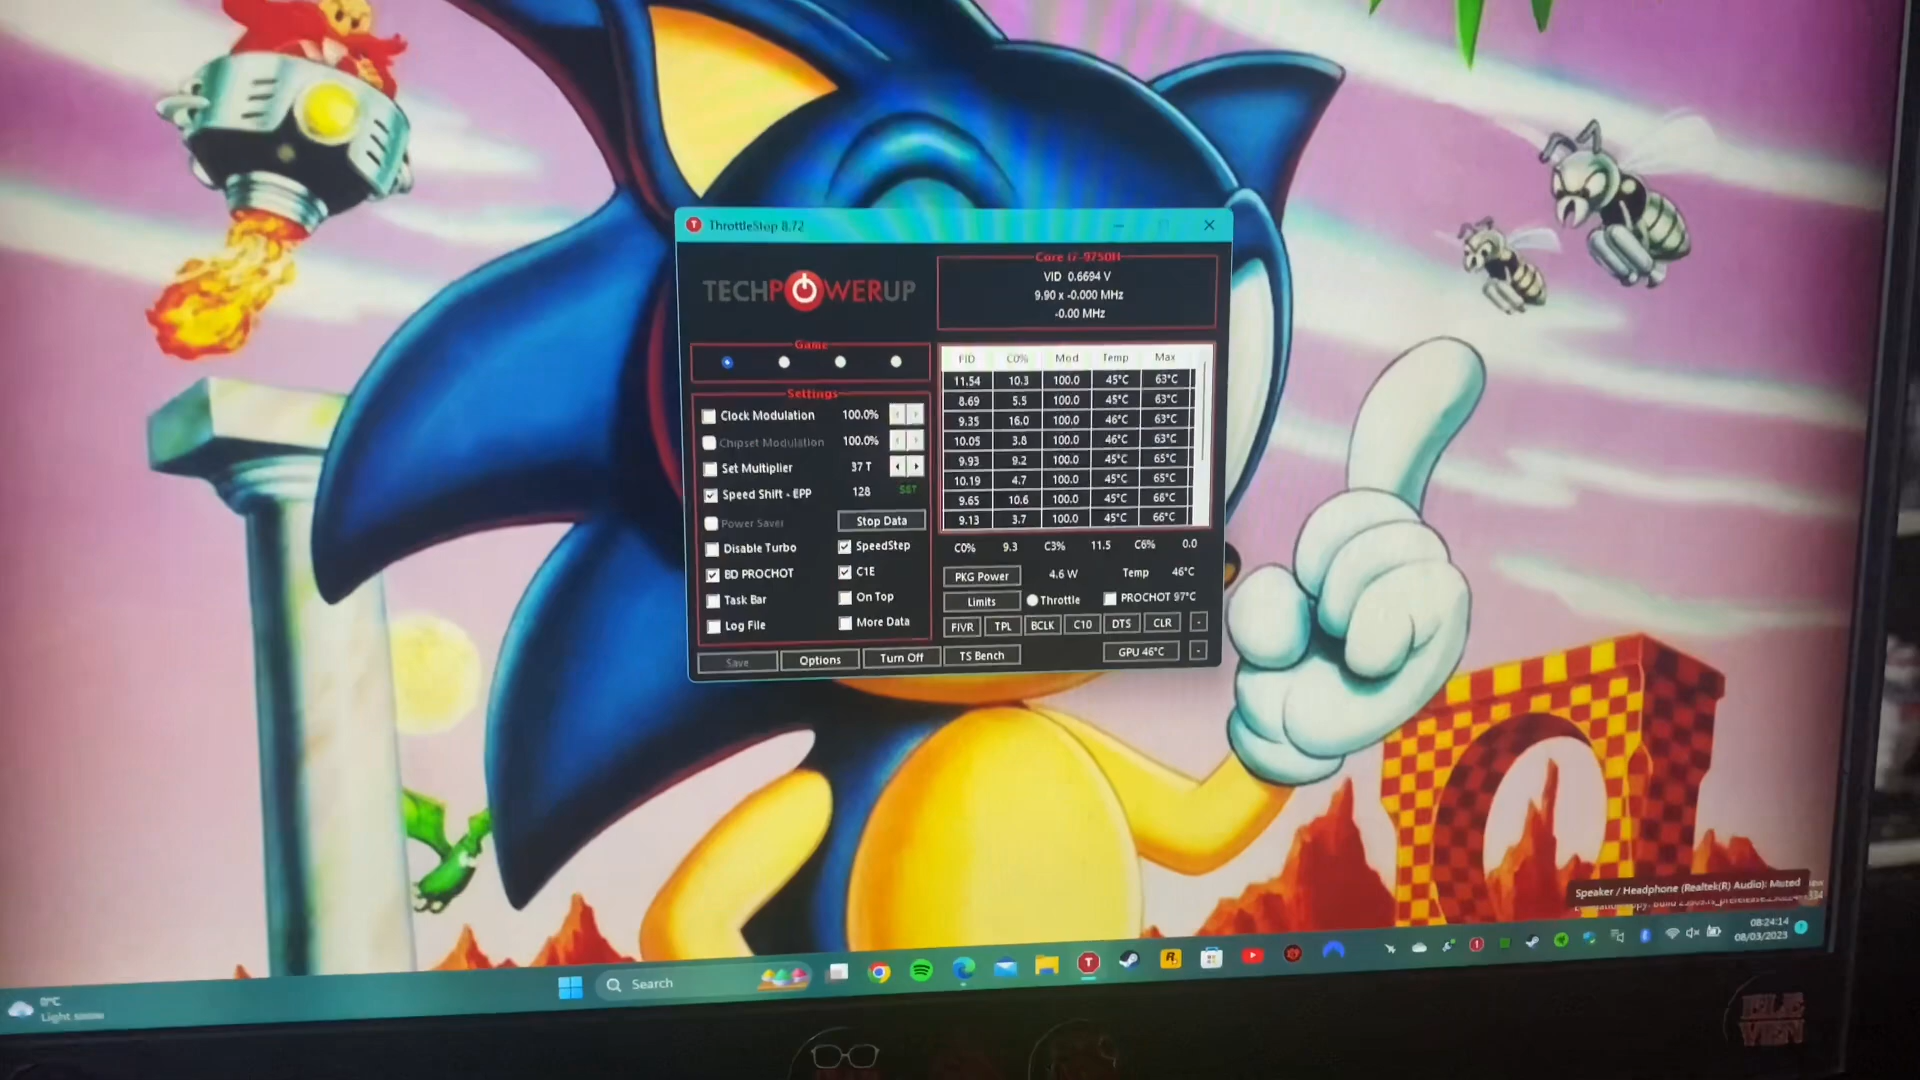 ThrottleStop 8.72
TECHPOWERUP
Core i7-9750H
VID 0.6694 V
9.90 x -0.000 MHz
-0.00 MHz
Game
Settings
Clock Modulation 100.0%
Chipset Modulation 100.0%
Set Multiplier 37 T
Speed Shift - EPP 128 SST
Power Saver Stop Data
Disable Turbo SpeedStep
BD PROCHOT C1E
Task Bar On Top
Log File More Data
FID C0% Mod Temp Max
11.54 10.3 100.0 45°C 63°C
8.69 5.5 100.0 45°C 63°C
9.35 16.0 100.0 46°C 63°C
10.05 3.8 100.0 46°C 63°C
9.93 9.2 100.0 45°C 65°C
10.19 4.7 100.0 45°C 65°C
9.65 10.6 100.0 45°C 66°C
9.13 3.7 100.0 45°C 66°C
C0% 9.3 C3% 11.5 C6% 0.0
PKG Power 4.6 W Temp 46°C
Limits Throttle PROCHOT 97°C
FIVR TPL BCLK C10 DTS CLR -
Save Options Turn Off TS Bench GPU 46°C -
Speaker / Headphone (Realtek(R) Audio): Muted
0°C
Light snow
Search
08:24:14
08/03/2023
ELE
VEN